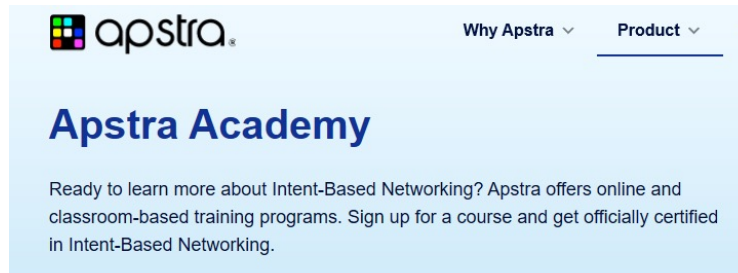 apstra®
Why Apstra Product
Apstra Academy
Ready to learn more about Intent-Based Networking? Apstra offers online and
classroom-based training programs. Sign up for a course and get officially certified
in Intent-Based Networking.